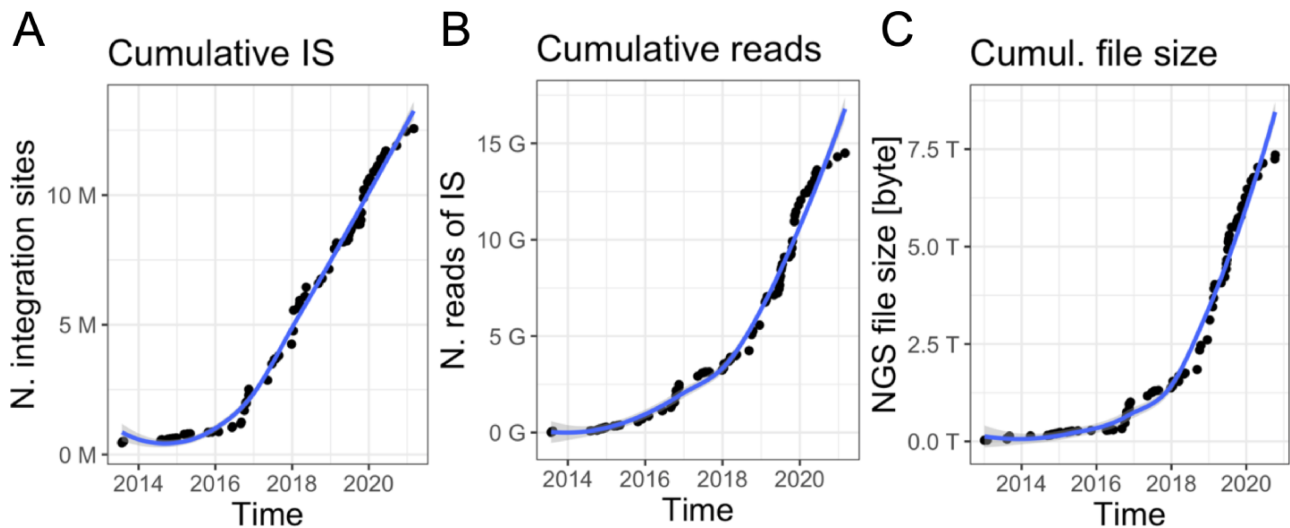 A
Cumulative IS
N. integration sites
10 M
5 M
0 M
2014 2016 2018 2020
Time
B
Cumulative reads
N. reads of IS
15 G
10 G
5 G
0 G
2014 2016 2018 2020
Time
C
Cumul. file size
NGS file size [byte]
7.5 T
5.0 T
2.5 T
0.0 T
2014 2016 2018 2020
Time